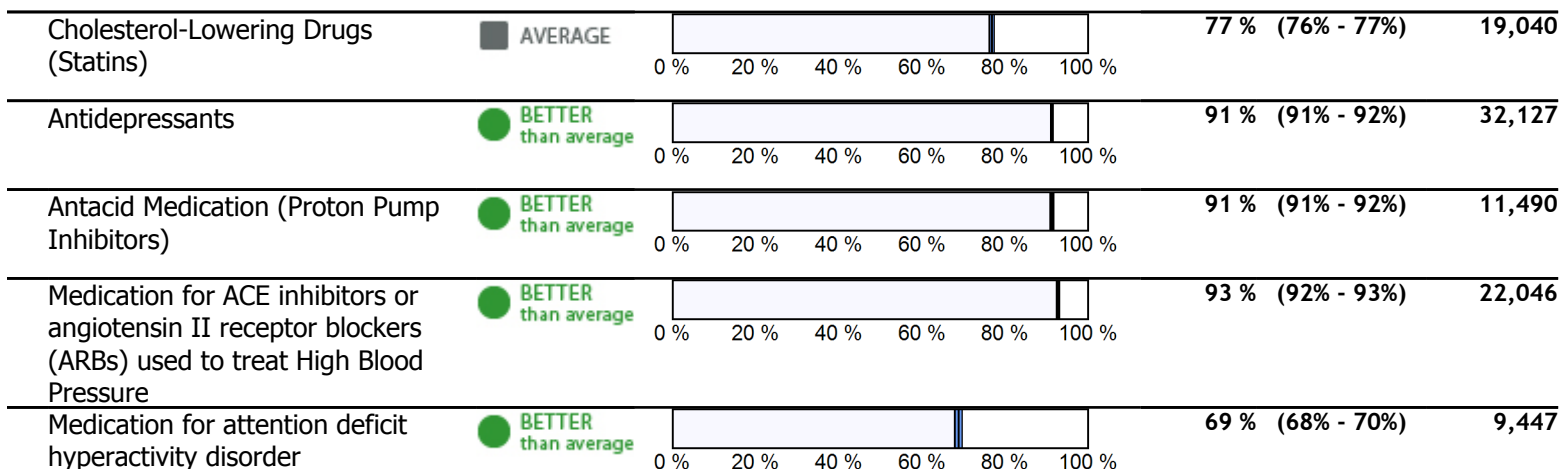 Cholesterol-Lowering Drugs
(Statins)
AVERAGE
0 % 20 % 40 % 60 % 80 % 100 %
77 % (76% - 77%) 19,040
Antidepressants
BETTER
than average
0 % 20 % 40 % 60 % 80 % 100 %
91 % (91% - 92%) 32,127
Antacid Medication (Proton Pump
Inhibitors)
BETTER
than average
0 % 20 % 40 % 60 % 80 % 100 %
91 % (91% - 92%) 11,490
Medication for ACE inhibitors or
angiotensin II receptor blockers
(ARBs) used to treat High Blood
Pressure
BETTER
than average
0 % 20 % 40 % 60 % 80 % 100 %
93 % (92% - 93%) 22,046
Medication for attention deficit
hyperactivity disorder
BETTER
than average
0 % 20 % 40 % 60 % 80 % 100 %
69 % (68% - 70%) 9,447